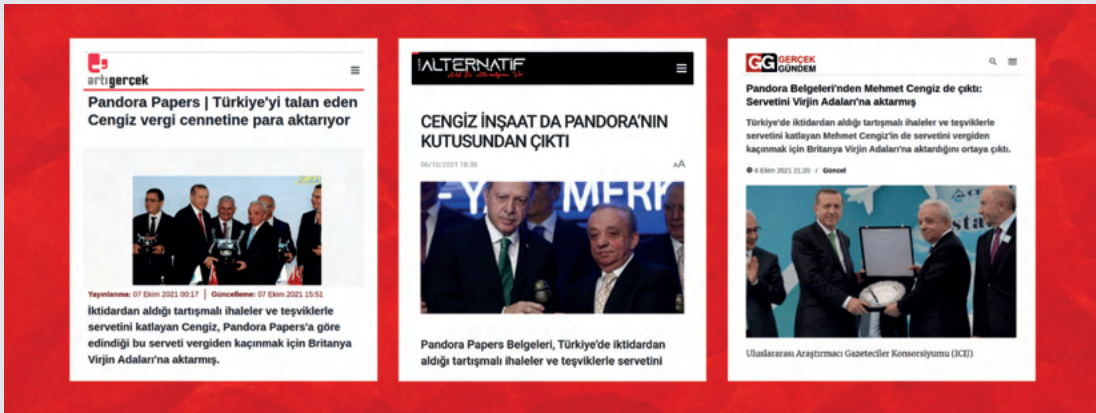 artıgerçek
Pandora Papers | Türkiye'yi talan eden
Cengiz vergi cennetine para aktarıyor
Yayınlanma: 07 Ekim 2021 00:17 | Güncelleme: 07 Ekim 2021 15:51
İktidardan aldığı tartışmalı ihaleler ve teşviklerle
servetini katlayan Cengiz, Pandora Papers'a göre
edindiği bu serveti vergiden kaçınmak için Britanya
Virjin Adaları'na aktarmış.
ALTERNATİF
CENGİZ İNŞAAT DA PANDORA'NIN
KUTUSUNDAN ÇIKTI
06/10/2021 18:36
AA
Pandora Papers Belgeleri, Türkiye'de iktidardan
aldığı tartışmalı ihaleler ve teşviklerle servetini
GG GERÇEK
GÜNDEM
Pandora Belgeleri'nden Mehmet Cengiz de çıktı:
Servetini Virjin Adaları'na aktarmış
Türkiye'de iktidardan aldığı tartışmalı ihaleler ve teşviklerle
servetini katlayan Mehmet Cengiz'in de servetini vergiden
kaçınmak için Britanya Virjin Adaları'na aktardığını ortaya çıktı.
6 Ekim 2021 21:20 / Güncel
Uluslararası Araştırmacı Gazeteciler Konsorsiyumu (ICIJ)